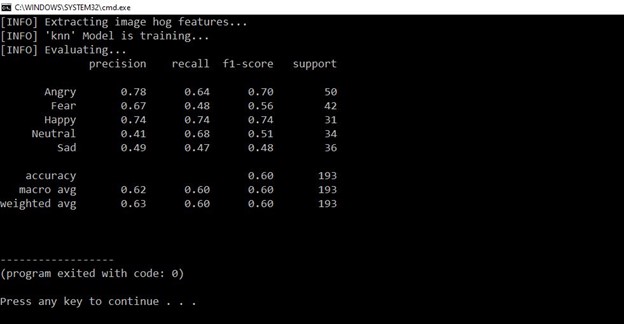 C:\WINDOWS\SYSTEM32\cmd.exe
[INFO] Extracting image hog features...
[INFO] 'knn' Model is training...
[INFO] Evaluating...
precision recall f1-score support
Angry 0.78 0.64 0.70 50
Fear 0.67 0.48 0.56 42
Happy 0.74 0.74 0.74 31
Neutral 0.41 0.68 0.51 34
Sad 0.49 0.47 0.48 36
accuracy 0.60 193
macro avg 0.62 0.60 0.60 193
weighted avg 0.63 0.60 0.60 193
------------------
(program exited with code: 0)
Press any key to continue . . .